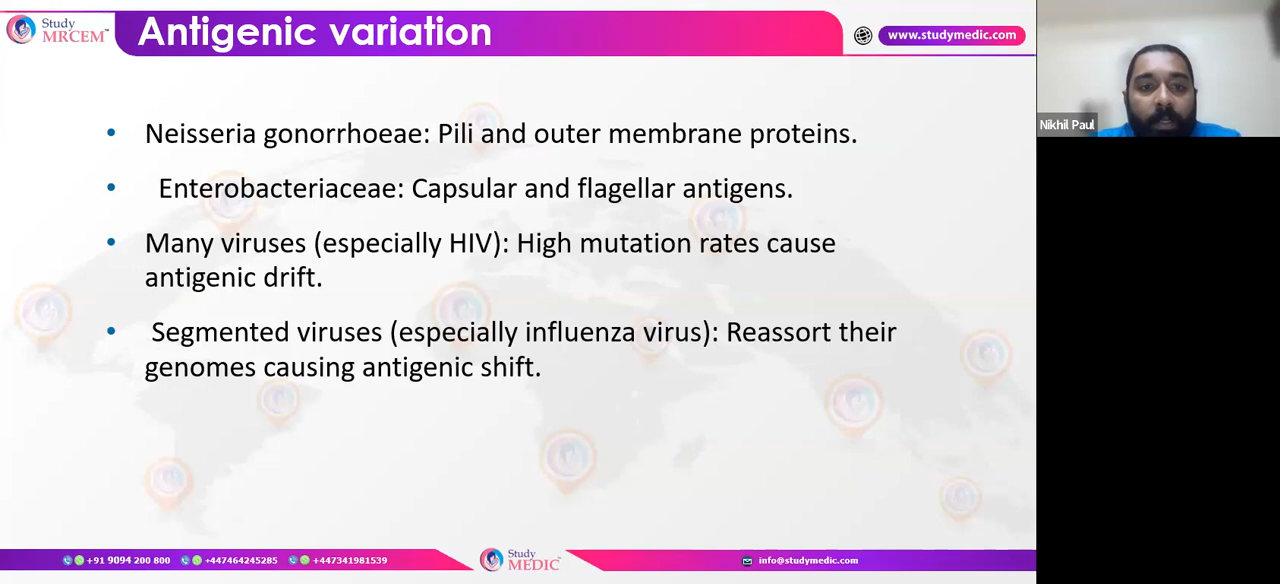 Study
MRCEM™
Antigenic variation
www.studymedic.com
Nikhil Paul
• Neisseria gonorrhoeae: Pili and outer membrane proteins.
• Enterobacteriaceae: Capsular and flagellar antigens.
• Many viruses (especially HIV): High mutation rates cause
antigenic drift.
• Segmented viruses (especially influenza virus): Reassort their
genomes causing antigenic shift.
+91 9094 200 800
+447464245285
+447341981539
Study
MEDIC
info@studymedic.com